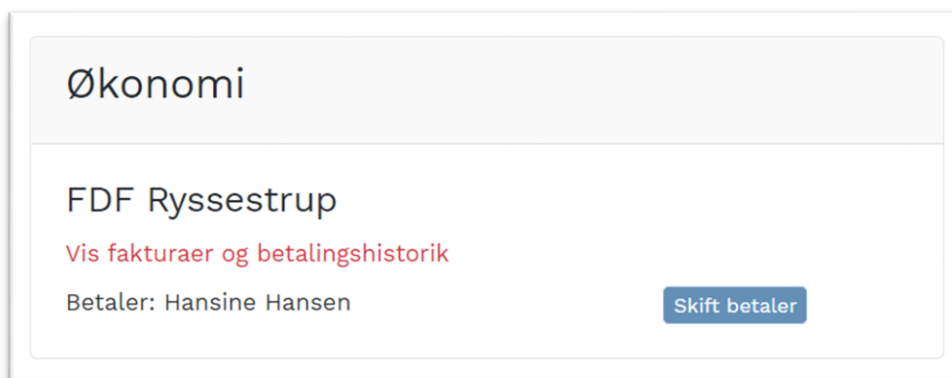 Økonomi
FDF Ryssestrup
Vis fakturaer og betalingshistorik
Betaler: Hansine Hansen
Skift betaler